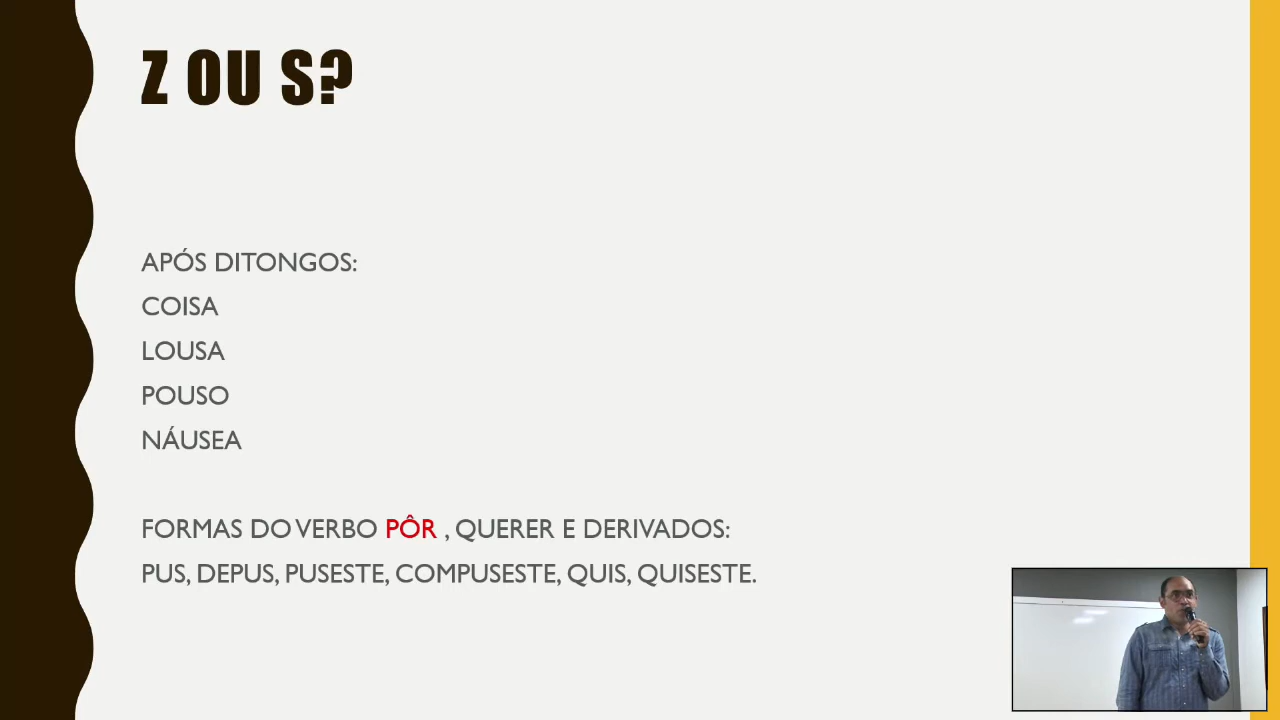 Z OU S?
APÓS DITONGOS:
COISA
LOUSA
POUSO
NÁUSEA
FORMAS DO VERBO PÔR , QUERER E DERIVADOS:
PUS, DEPUS, PUSESTE, COMPUSESTE, QUIS, QUISESTE.